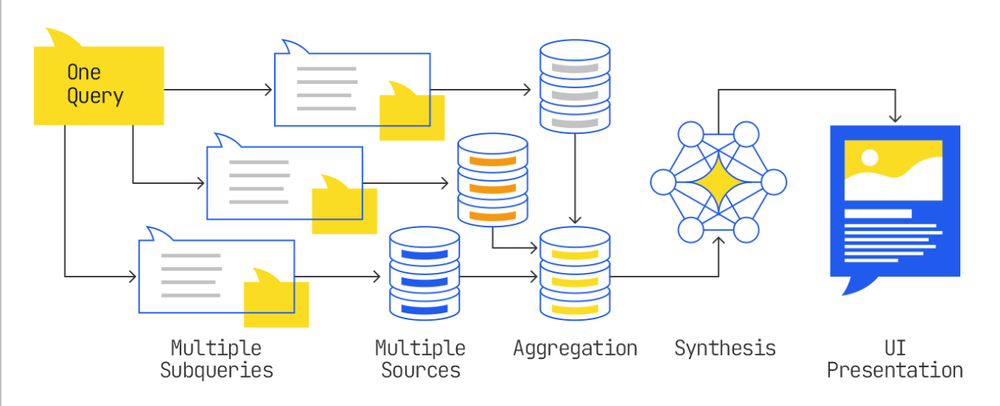 One
Query
Multiple
Subqueries
Multiple
Sources
Aggregation
Synthesis
UI
Presentation